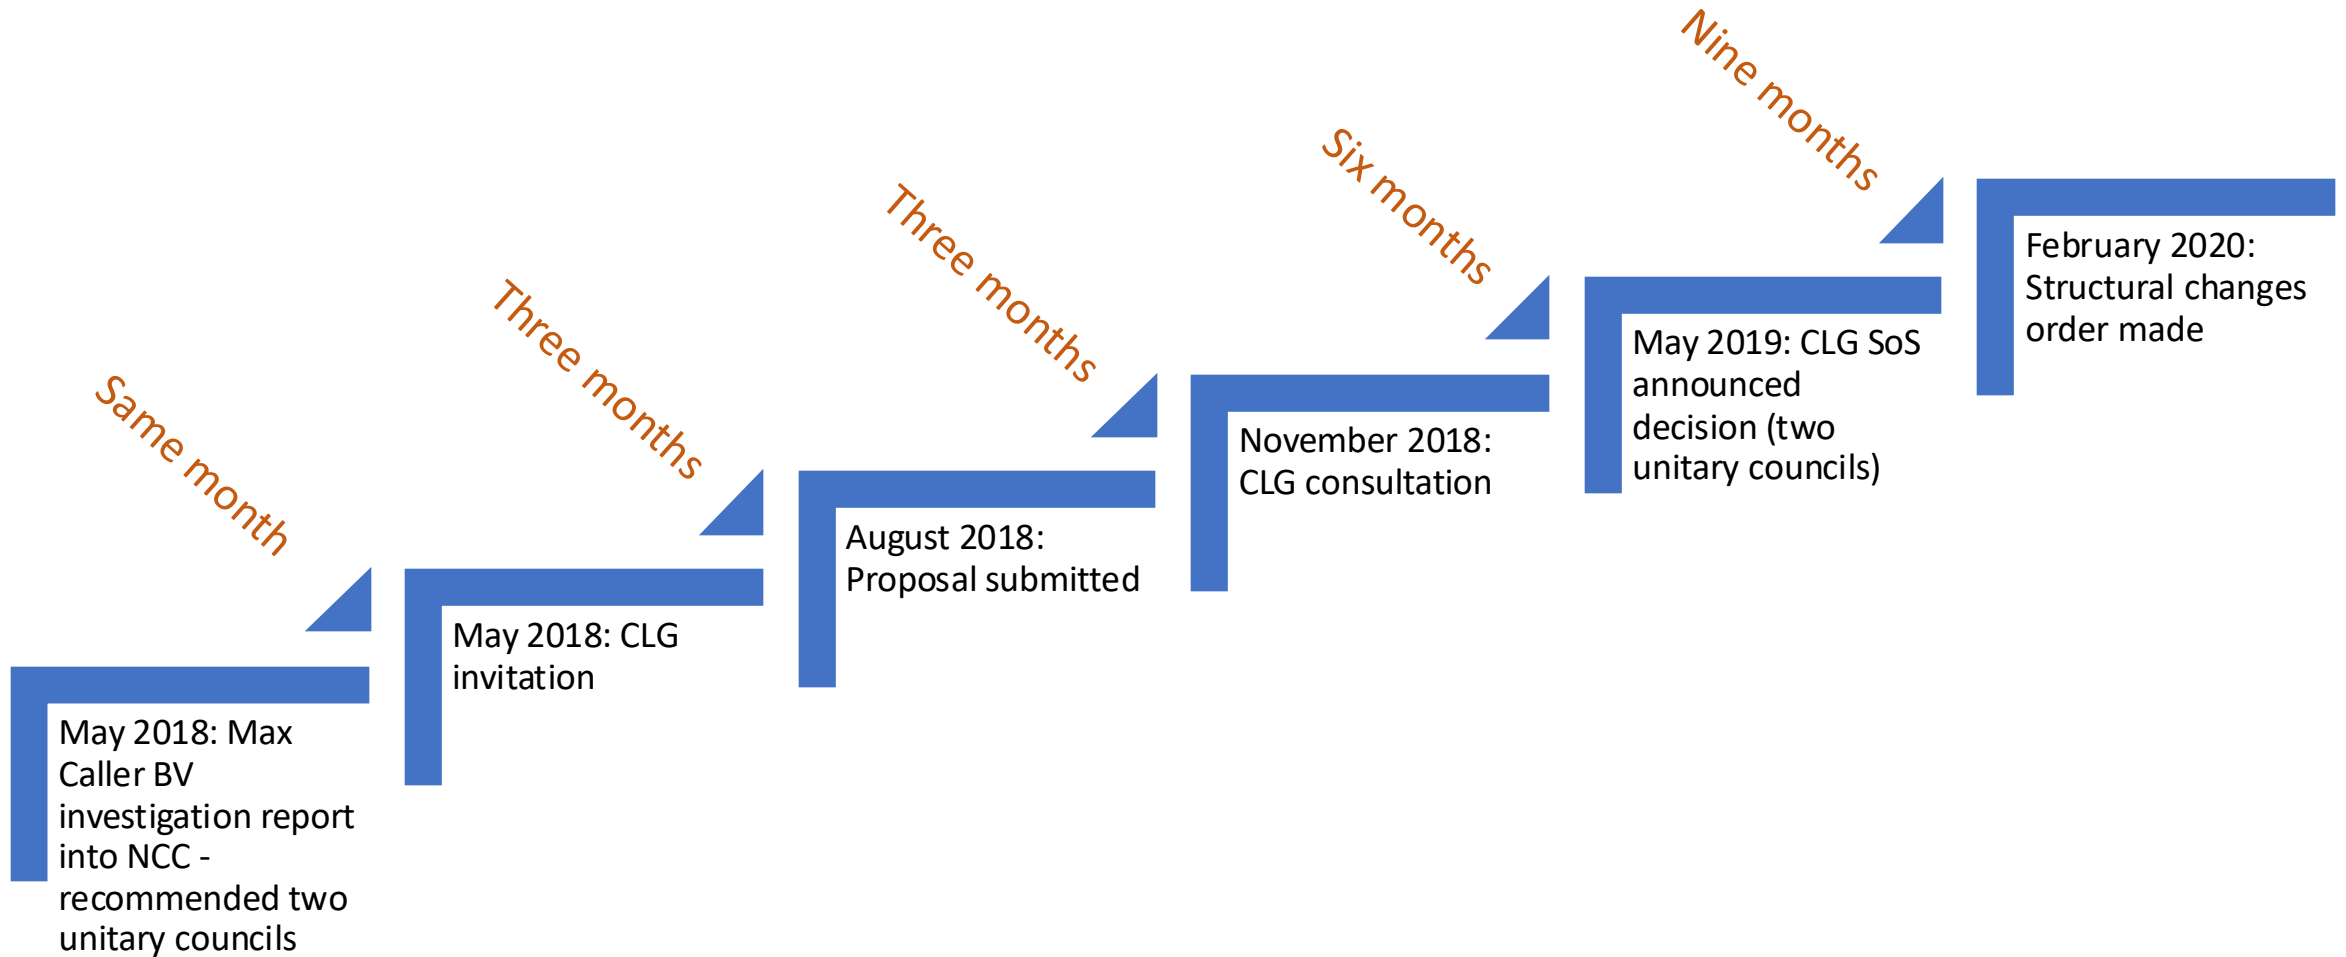 May 2018: Max
Caller BV
investigation report
into NCC -
recommended two
unitary councils
Same month
May 2018: CLG
invitation
Three months
August 2018:
Proposal submitted
Three months
November 2018:
CLG consultation
Six months
May 2019: CLG SoS
announced
decision (two
unitary councils)
Nine months
February 2020:
Structural changes
order made